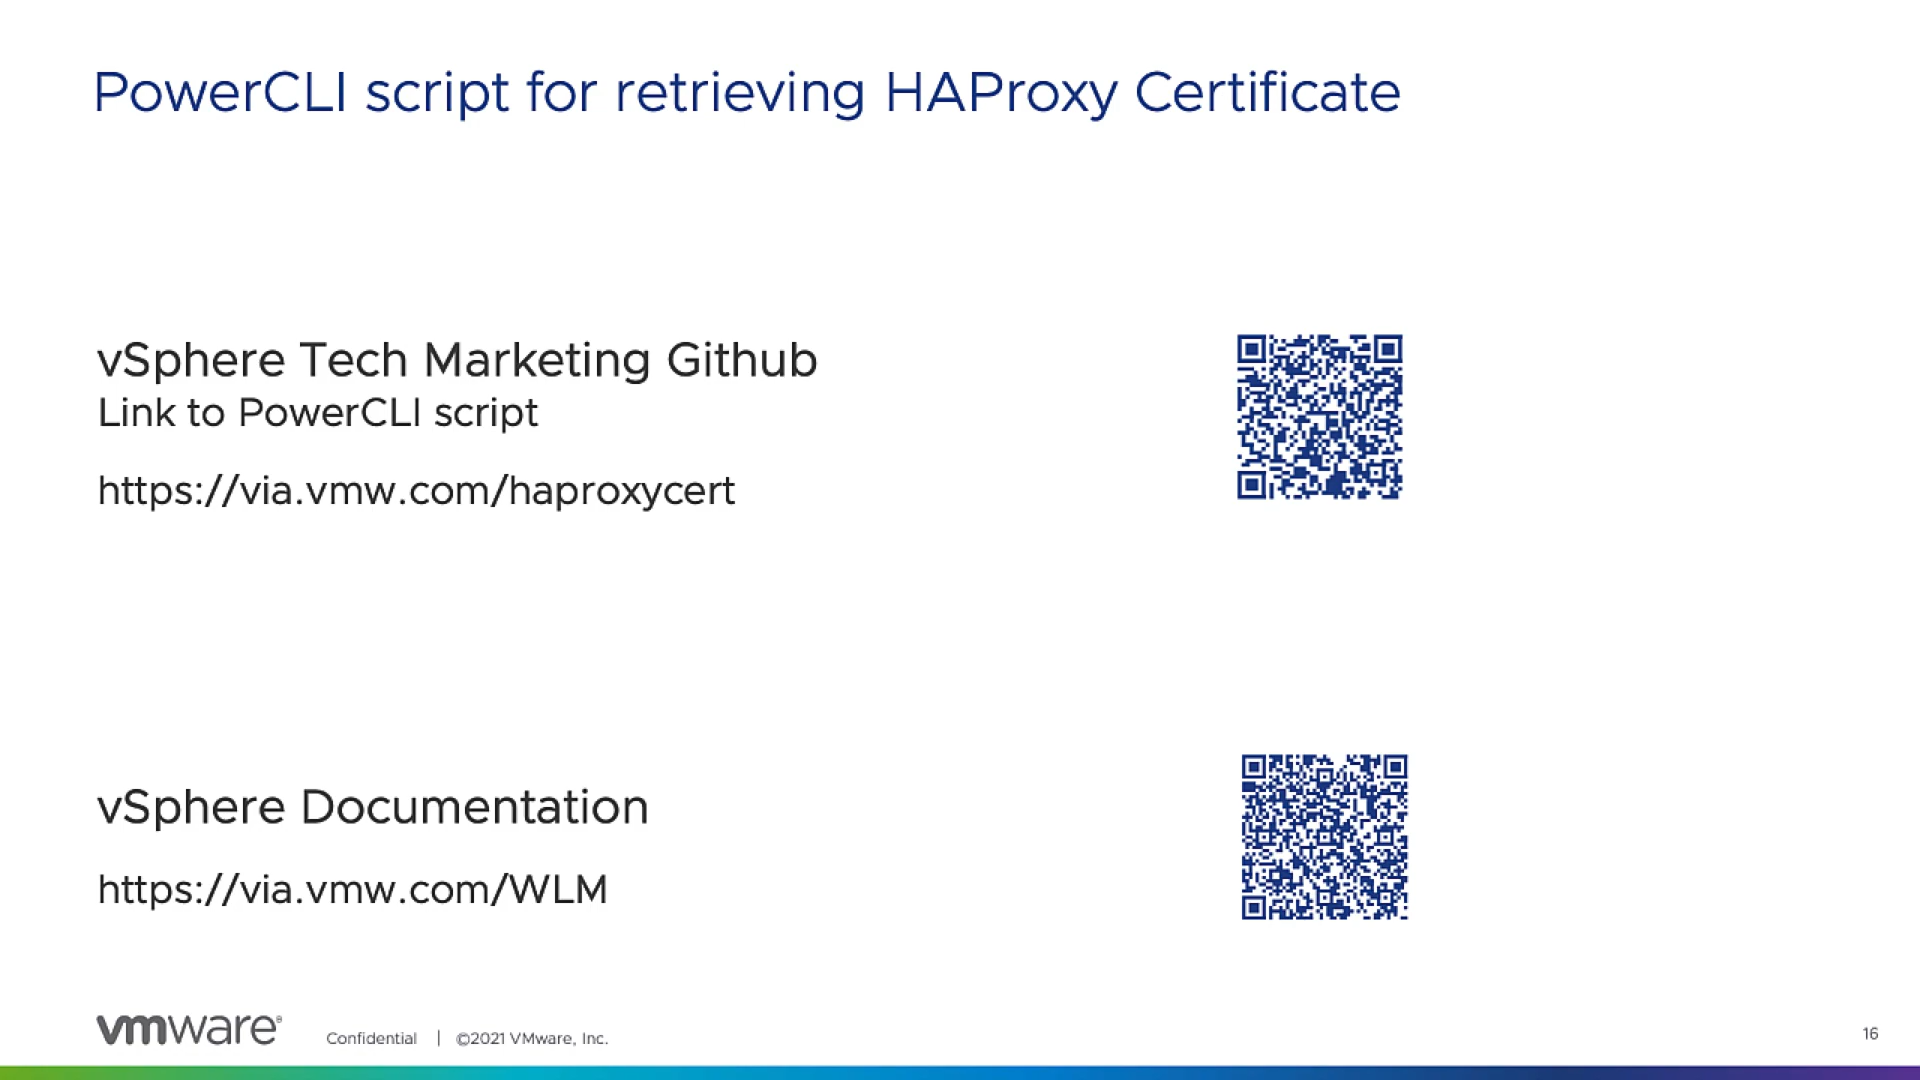 PowerCLI script for retrieving HAProxy Certificate
vSphere Tech Marketing Github
Link to PowerCLI script
https://via.vmw.com/haproxycert
vSphere Documentation
https://via.vmw.com/WLM
vmware®
Confidential | ©2021 VMware, Inc.
16